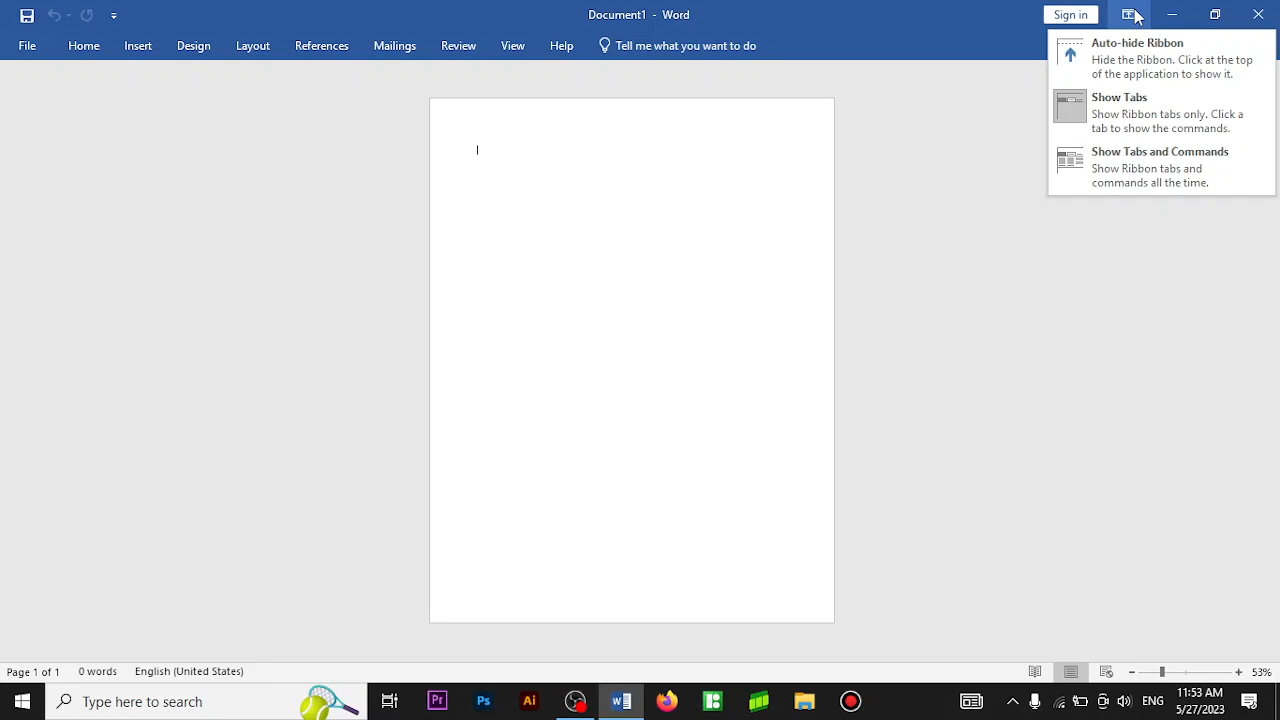 Document1 - Word
Sign in
File Home Insert Design Layout References Mailings Review View Help Tell me what you want to do
Auto-hide Ribbon
Hide the Ribbon. Click at the top
of the application to show it.
Show Tabs
Show Ribbon tabs only. Click a
tab to show the commands.
Show Tabs and Commands
Show Ribbon tabs and
commands all the time.
Page 1 of 1 0 words English (United States) 53%
Type here to search
Pr Ps Ai
ENG
11:53 AM
5/27/2023